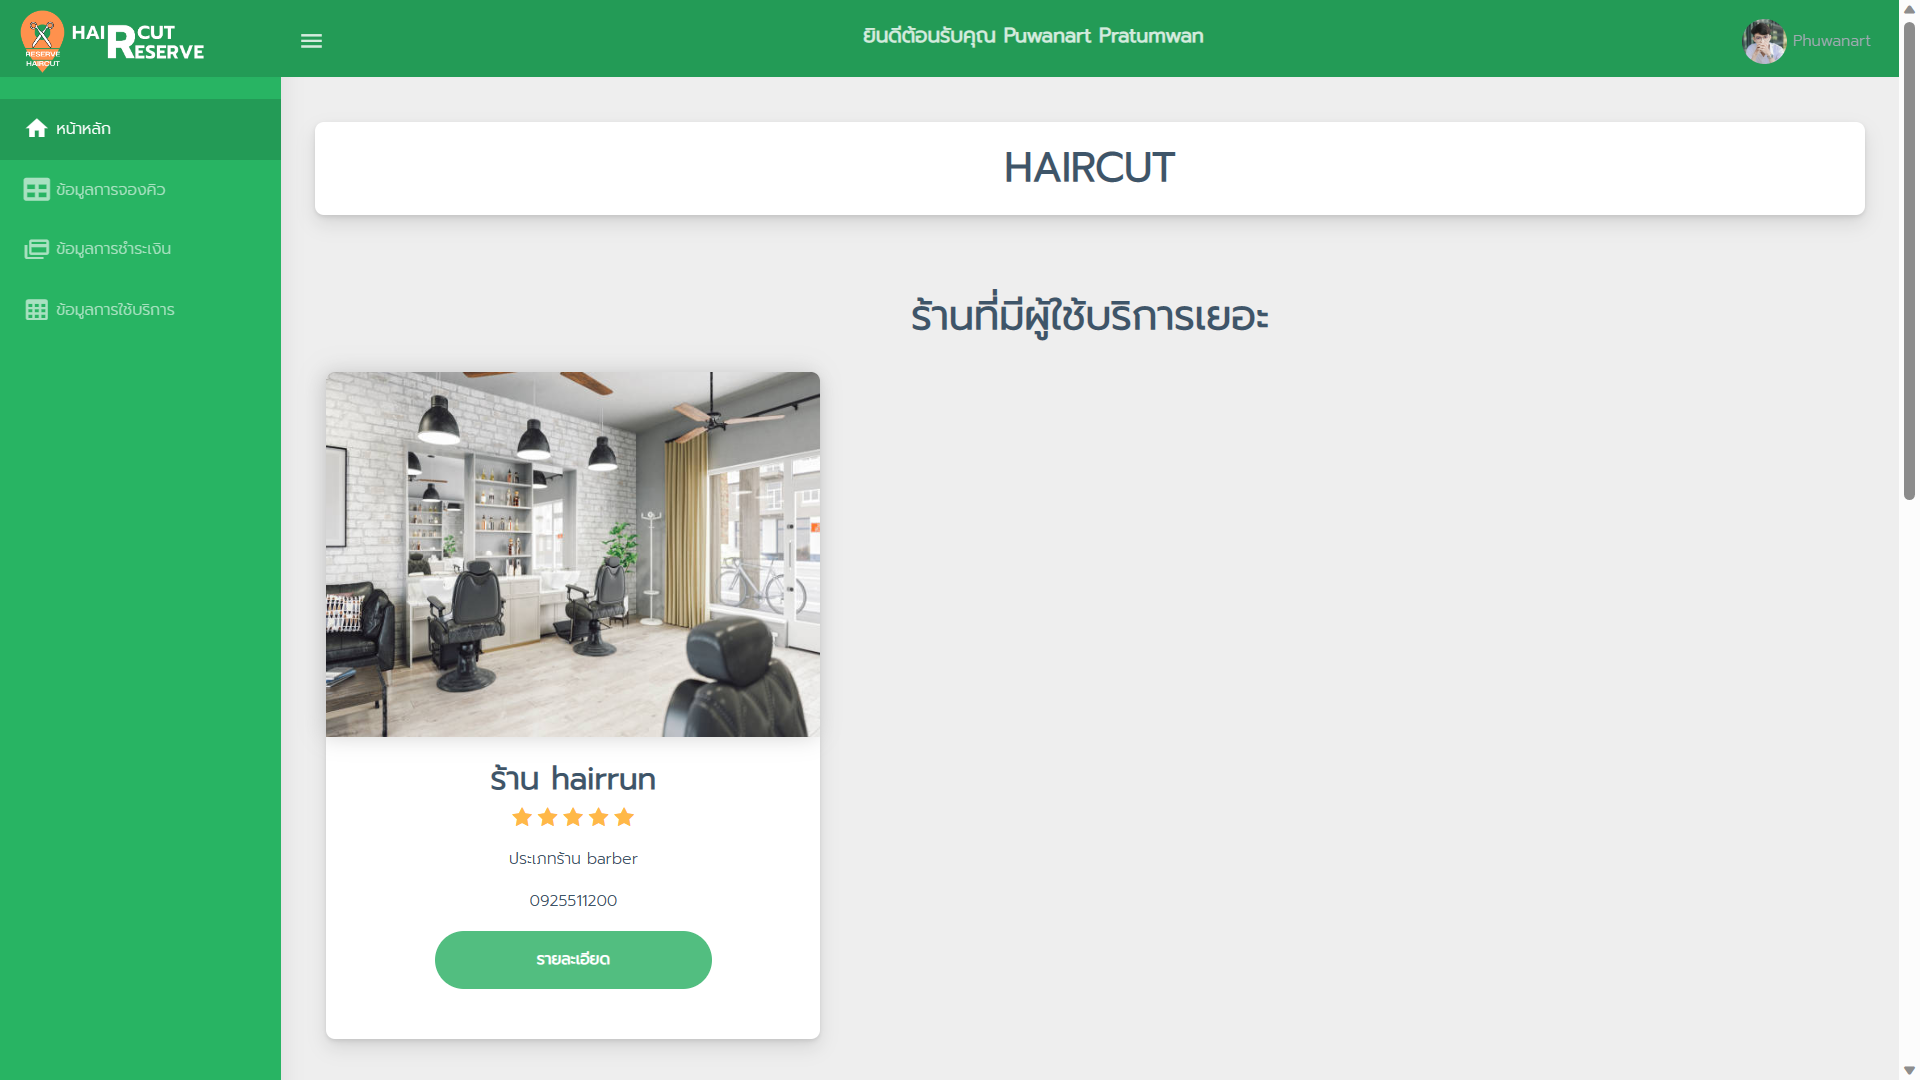 HAIRCUT
RESERVE
RESERVE
HAIRCUT
ยินดีต้อนรับคุณ Puwanart Pratumwan
Phuwanart
หน้าหลัก
ข้อมูลการจองคิว
ข้อมูลการชำระเงิน
ข้อมูลการใช้บริการ
HAIRCUT
ร้านที่มีผู้ใช้บริการเยอะ
ร้าน hairrun
ประเภทร้าน barber
0925511200
รายละเอียด